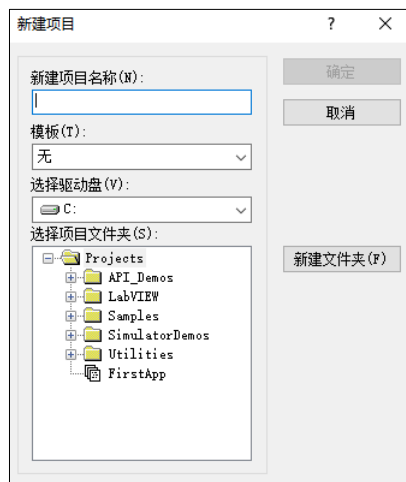 新建项目
?
新建项目名称(N):
确定
取消
模板(T):
无
选择驱动盘(V):
C:
选择项目文件夹(S):
Projects
新建文件夹(F)
API_Demos
LabVIEW
Samples
SimulatorDemos
Utilities
FirstApp